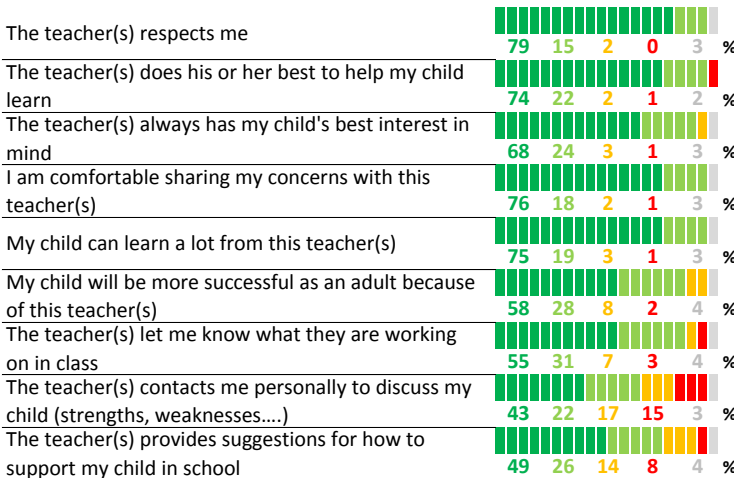 The teacher(s) respects me
79 15 2 0 3 %
The teacher(s) does his or her best to help my child
learn
74 22 2 1 2 %
The teacher(s) always has my child's best interest in
mind
68 24 3 1 3 %
I am comfortable sharing my concerns with this
teacher(s)
76 18 2 1 3 %
My child can learn a lot from this teacher(s)
75 19 3 1 3 %
My child will be more successful as an adult because
of this teacher(s)
58 28 8 2 4 %
The teacher(s) let me know what they are working
on in class
55 31 7 3 4 %
The teacher(s) contacts me personally to discuss my
child (strengths, weaknesses....)
43 22 17 15 3 %
The teacher(s) provides suggestions for how to
support my child in school
49 26 14 8 4 %